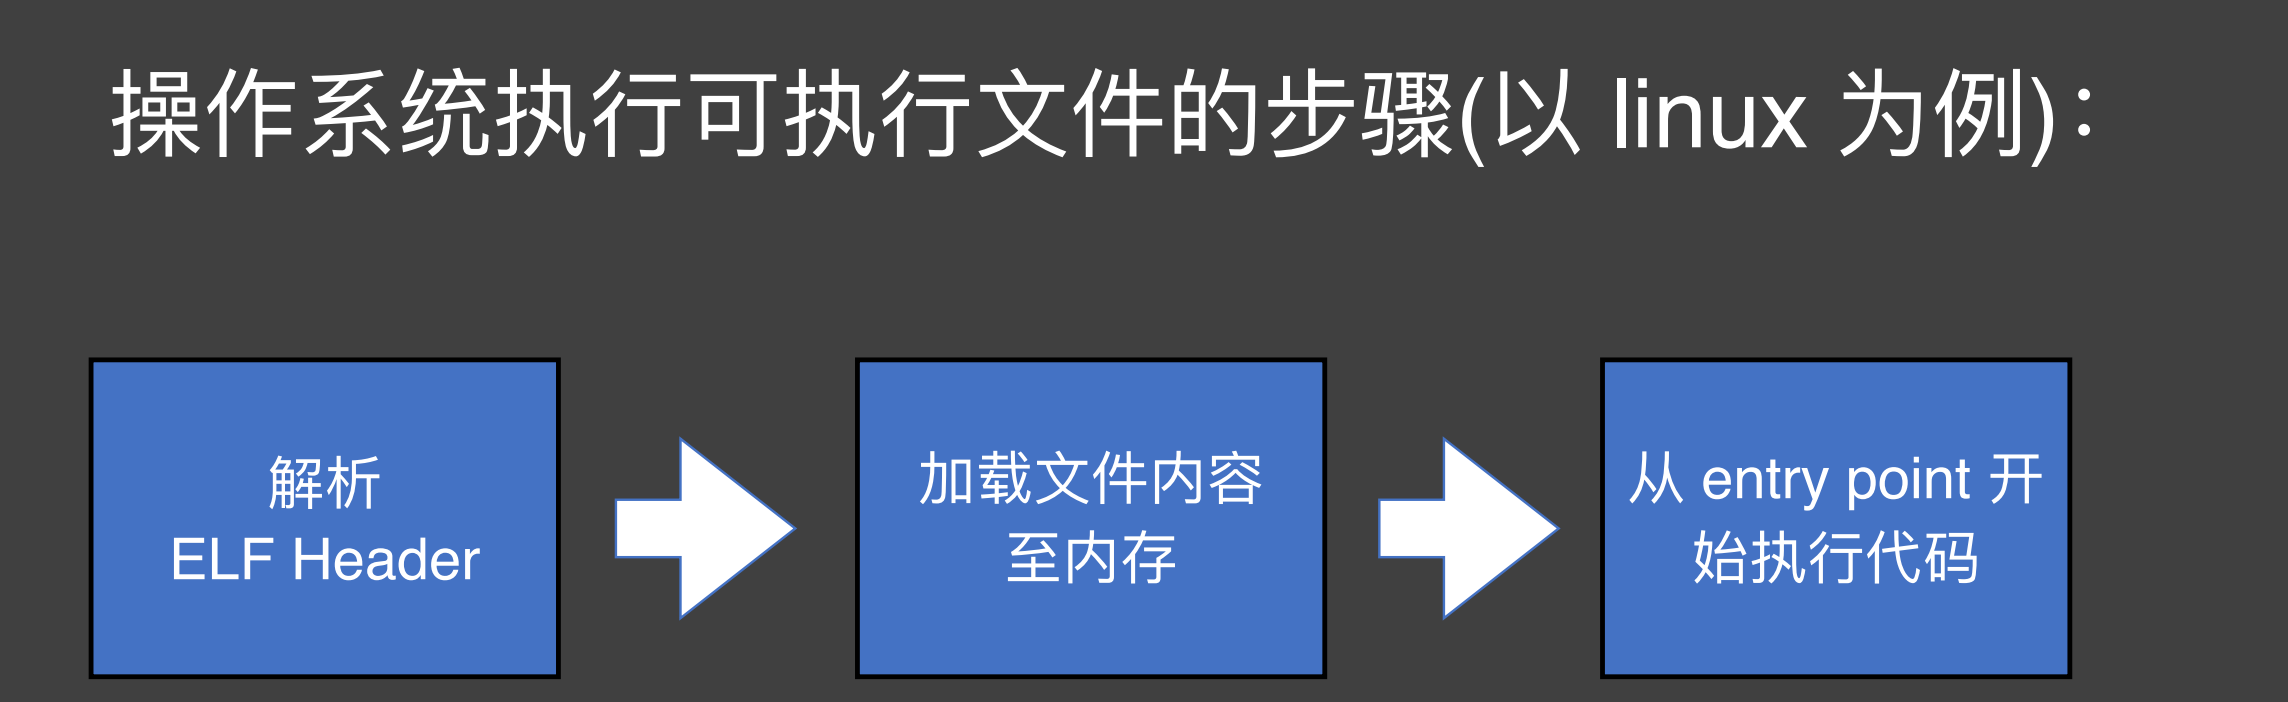 操作系统执行可执行文件的步骤(以 linux 为例)：
解析
ELF Header
加载文件内容
至内存
从 entry point 开
始执行代码